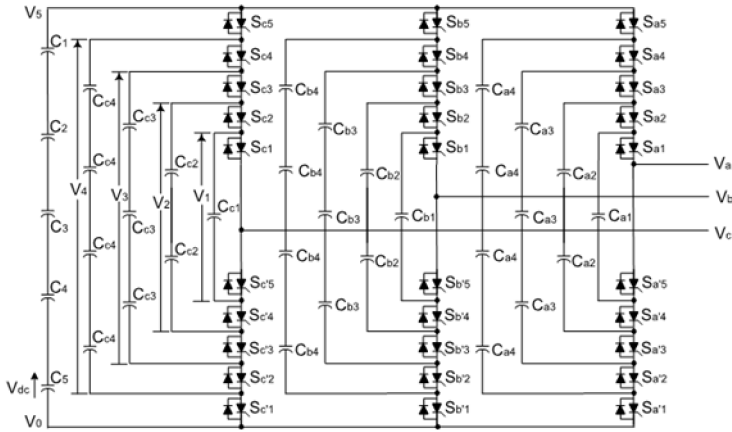 V5
C1
C2
C3
C4
C5
Vdc
V0
V4
V3
V2
V1
Cc4
Cc4
Cc4
Cc4
Cc3
Cc3
Cc3
Cc2
Cc2
Cc1
Sc5
Sc4
Sc3
Sc2
Sc1
Sc'5
Sc'4
Sc'3
Sc'2
Sc'1
Cb4
Cb4
Cb4
Cb4
Cb3
Cb3
Cb3
Cb2
Cb2
Cb1
Sb5
Sb4
Sb3
Sb2
Sb1
Sb'5
Sb'4
Sb'3
Sb'2
Sb'1
Ca4
Ca4
Ca4
Ca4
Ca3
Ca3
Ca3
Ca2
Ca2
Ca1
Sa5
Sa4
Sa3
Sa2
Sa1
Sa'5
Sa'4
Sa'3
Sa'2
Sa'1
Va
Vb
Vc